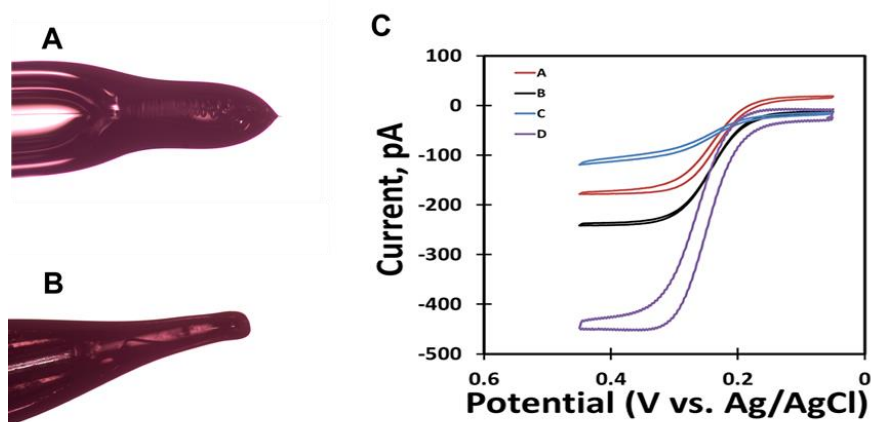 A
B
C
A
B
C
D
100
0
-100
-200
-300
-400
-500
Current, pA
0.6
0.4
0.2
0
Potential (V vs. Ag/AgCl)